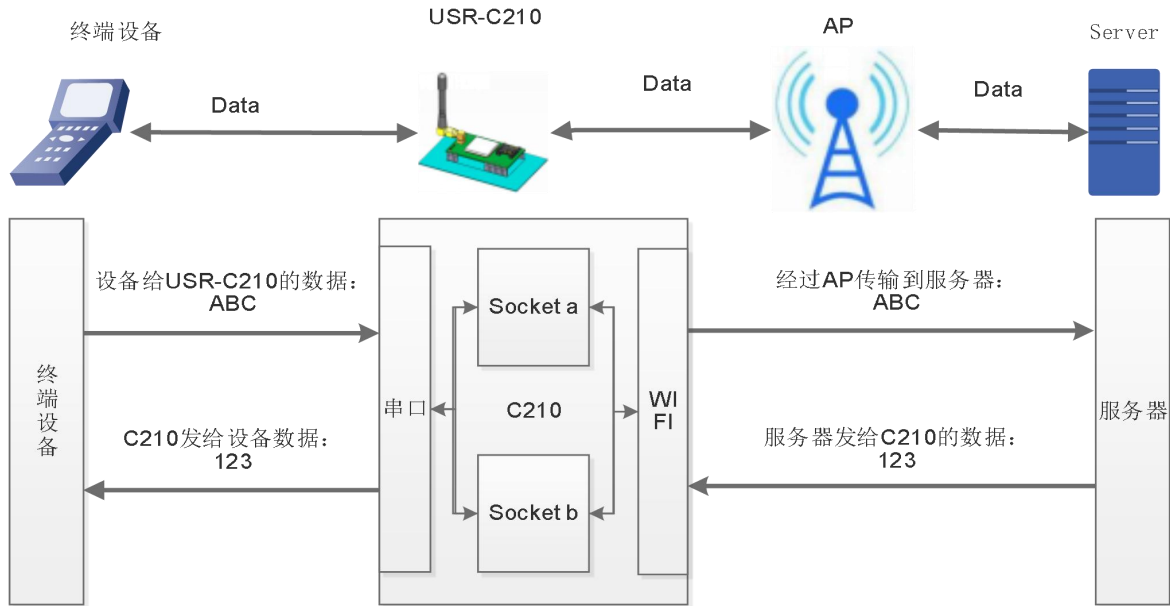 终端设备
USR-C210
AP
Server
Data
Data
Data
设备给USR-C210的数据：
ABC
经过AP传输到服务器：
ABC
Socket a
终端设备
串口
C210
WI
FI
服务器
C210发给设备数据：
123
服务器发给C210的数据：
123
Socket b